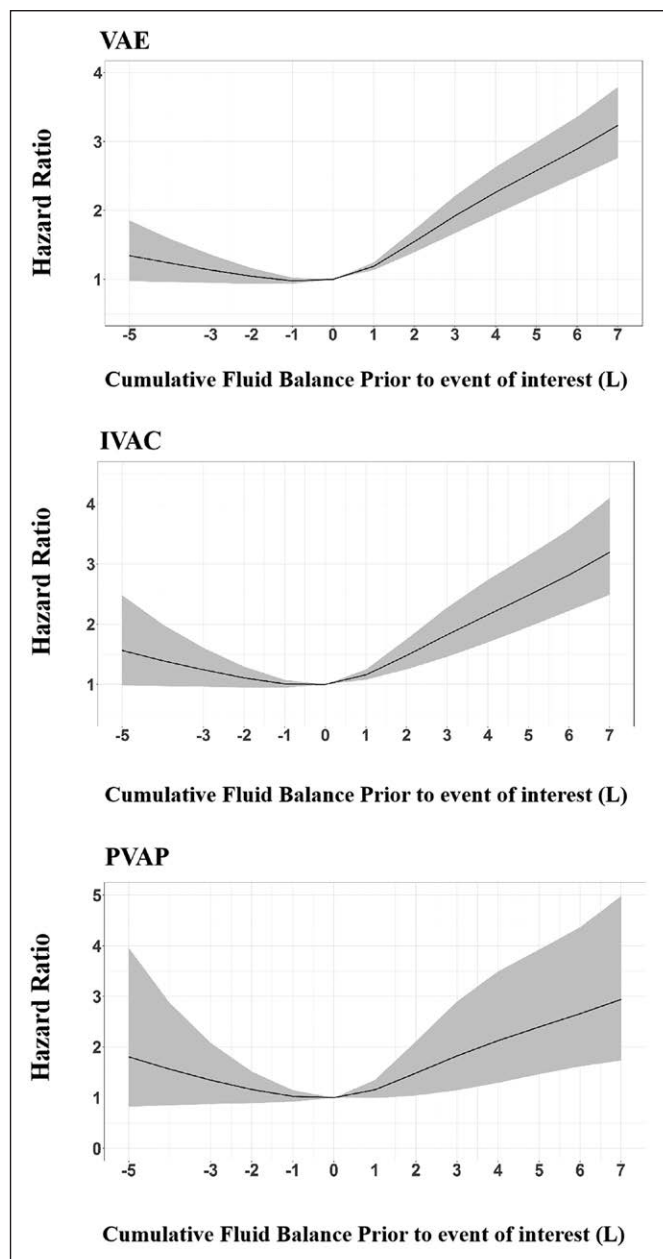 VAE
Hazard Ratio
4
3
2
1
-5 -3 -2 -1 0 1 2 3 4 5 6 7
Cumulative Fluid Balance Prior to event of interest (L)
IVAC
Hazard Ratio
4
3
2
1
-5 -3 -2 -1 0 1 2 3 4 5 6 7
Cumulative Fluid Balance Prior to event of interest (L)
PVAP
Hazard Ratio
5
4
3
2
1
0
-5 -3 -2 -1 0 1 2 3 4 5 6 7
Cumulative Fluid Balance Prior to event of interest (L)